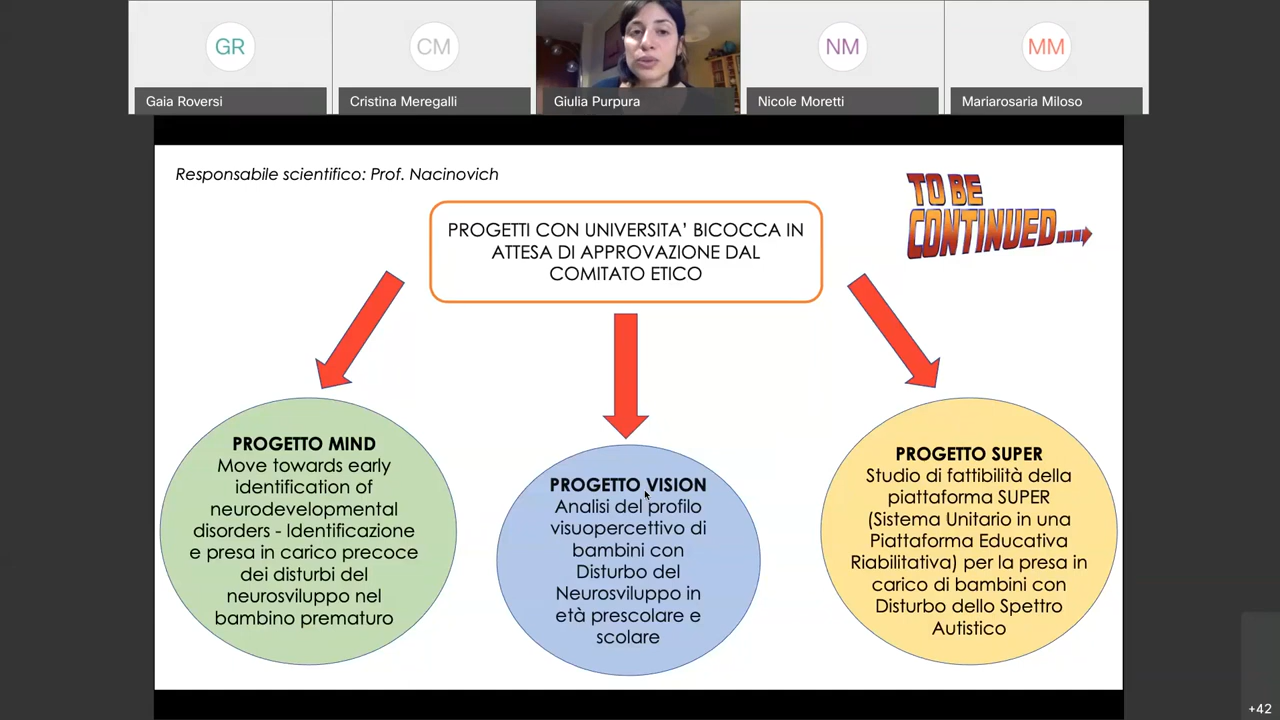 GR
CM
NM
MM
Gaia Roversi
Cristina Meregalli
Giulia Purpura
Nicole Moretti
Mariarosaria Miloso
Responsabile scientifico: Prof. Nacinovich
TO BE
CONTINUED....
PROGETTI CON UNIVERSITA’ BICOCCA IN
ATTESA DI APPROVAZIONE DAL
COMITATO ETICO
PROGETTO MIND
Move towards early
identification of
neurodevelopmental
disorders - Identificazione
e presa in carico precoce
dei disturbi del
neurosviluppo nel
bambino prematuro
PROGETTO VISION
Analisi del profilo
visuopercettivo di
bambini con
Disturbo del
Neurosviluppo in
età prescolare e
scolare
PROGETTO SUPER
Studio di fattibilità della
piattaforma SUPER
(Sistema Unitario in una
Piattaforma Educativa
Riabilitativa) per la presa in
carico di bambini con
Disturbo dello Spettro
Autistico
+42